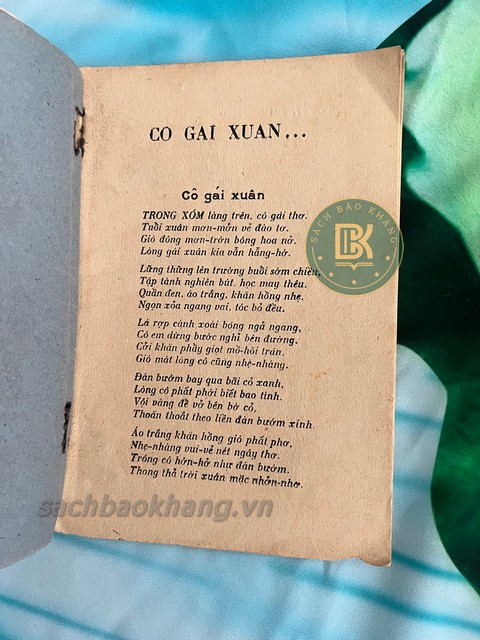 CO GAI XUAN...
Cô gái xuân
TRONG XÓM làng trên, có gái thơ.
Tuổi xuân mơn-mởn vẻ đào tơ.
Gió đông mơn-trớn bóng hoa nở.
Lòng gái xuân kia vẫn hững-hờ.
Lững thững lên trường buổi sớm chiều.
Tập tành nghiên bút, học may thêu.
Quần đen, áo trắng, khăn hồng nhẹ,
Ngọn xỏa ngang vai, tóc bỏ đều.
Lá rợp cành xoài bóng ngả ngang,
Có em dừng bước nghỉ bên đường.
Cởi khăn phẩy giọt mồ-hôi trán,
Gió mát lòng cô cũng nhẹ-nhàng.
Đàn bướm bay qua bãi cỏ xanh,
Lòng cô phất phới biết bao tình.
Vội vàng để vở bên bờ cỏ,
Thoăn thoắt theo liền đàn bướm xinh.
Áo trắng khăn hồng gió phất phơ,
Nhẹ-nhàng vui-vẻ nét ngây thơ.
Trông cô hớn-hở như đàn bướm.
Thong thả trời xuân mặc nhởn-nhơ.
SÁCH BẢO KHANG
BK
sachbaokhang.vn